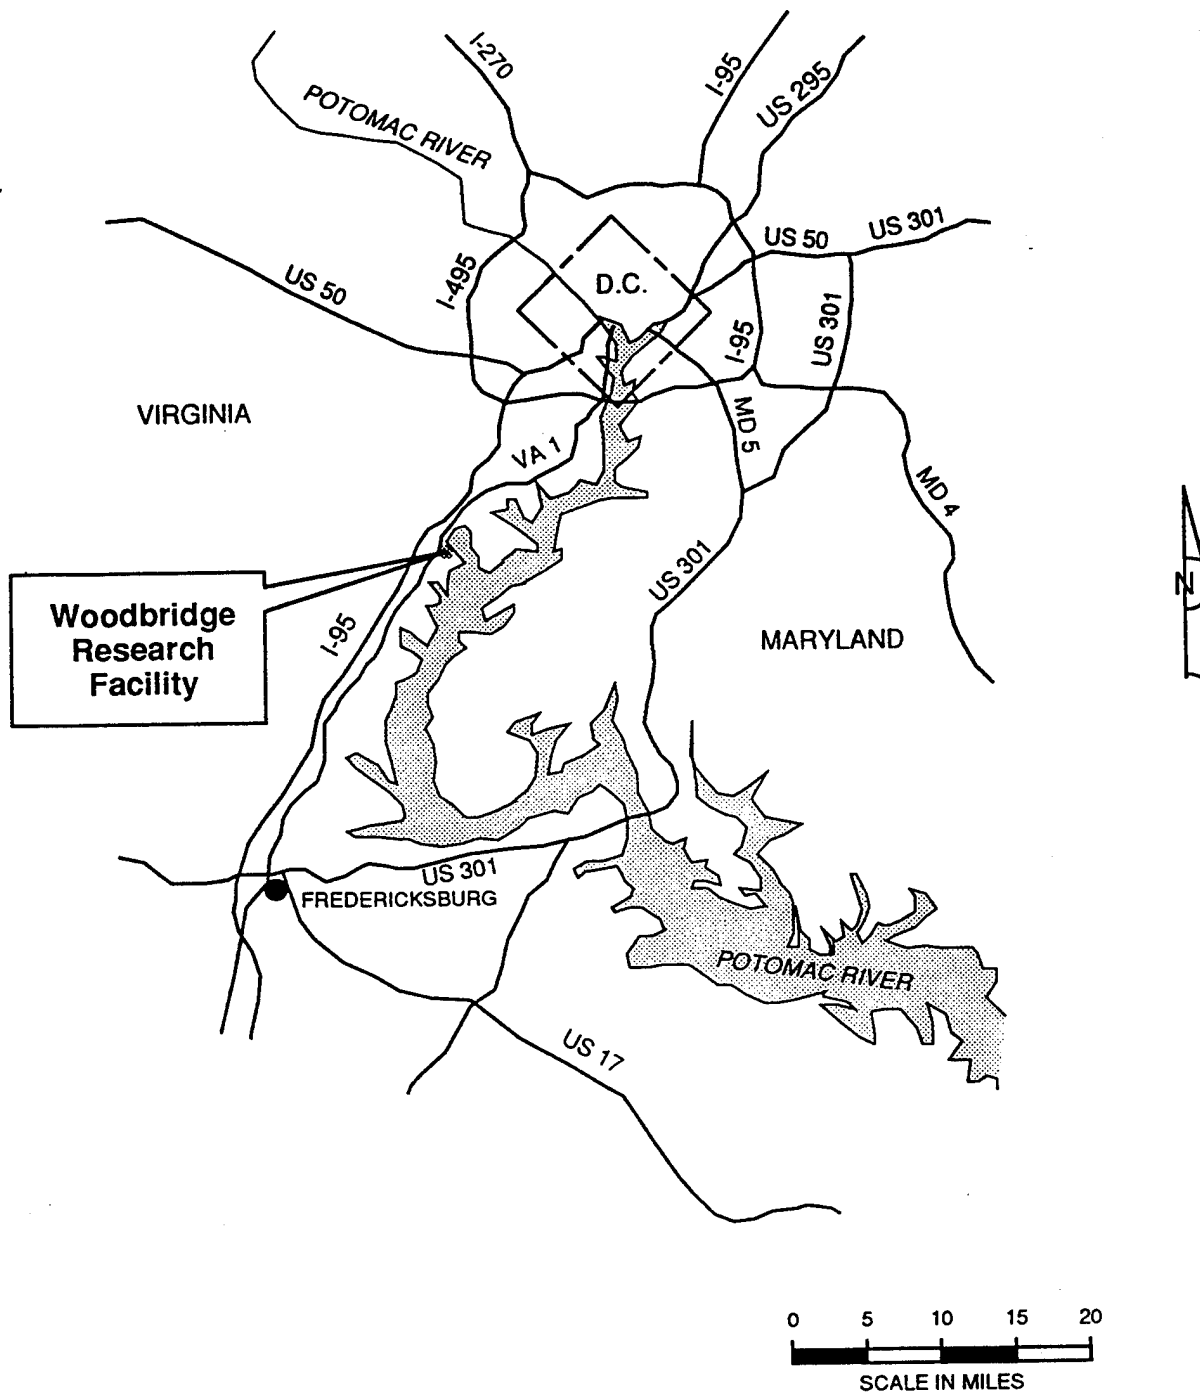 I-270
I-95
US 295
POTOMAC RIVER
US 50
US 301
US 50
I-495
D.C.
I-95
US 301
VIRGINIA
MD 5
VA 1
MD 4
US 301
N
Woodbridge
Research
Facility
I-95
MARYLAND
US 301
FREDERICKSBURG
POTOMAC RIVER
US 17
0 5 10 15 20
SCALE IN MILES